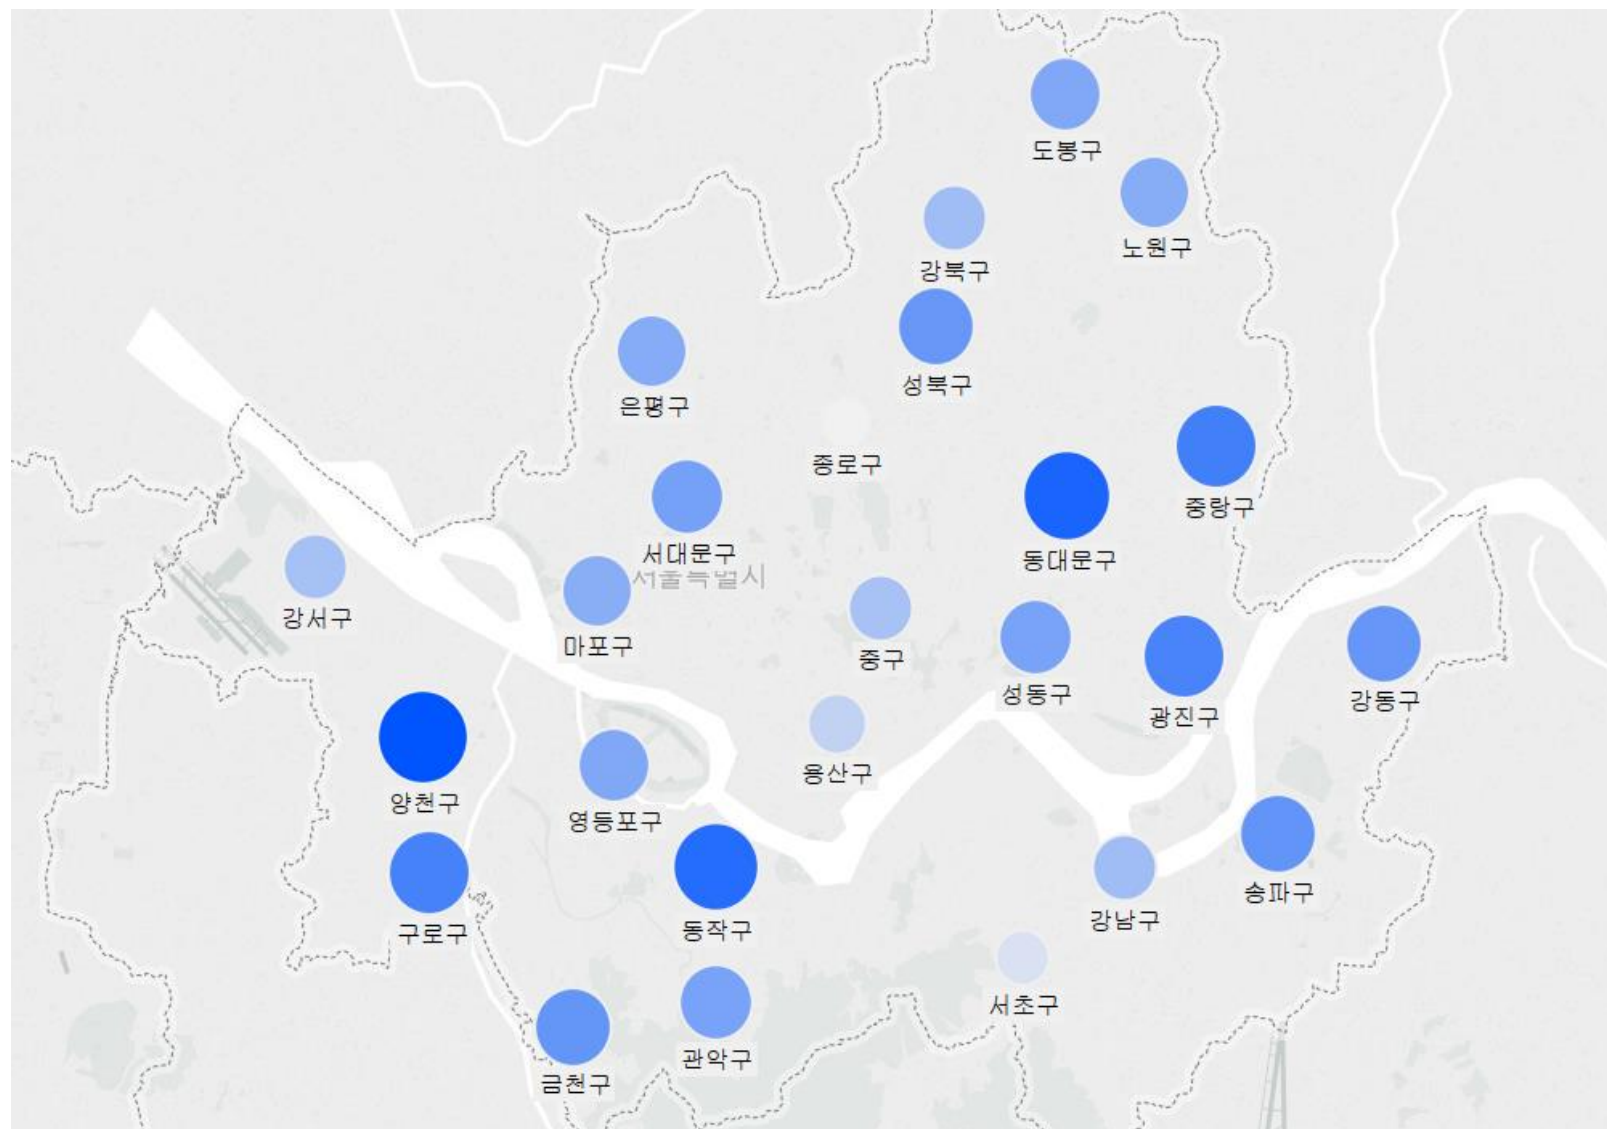 도봉구
노원구
강북구
성북구
은평구
종로구
중랑구
서대문구
동대문구
서울특별시
강서구
마포구
중구
성동구
강동구
광진구
용산구
양천구
영등포구
송파구
강남구
동작구
구로구
서초구
관악구
금천구